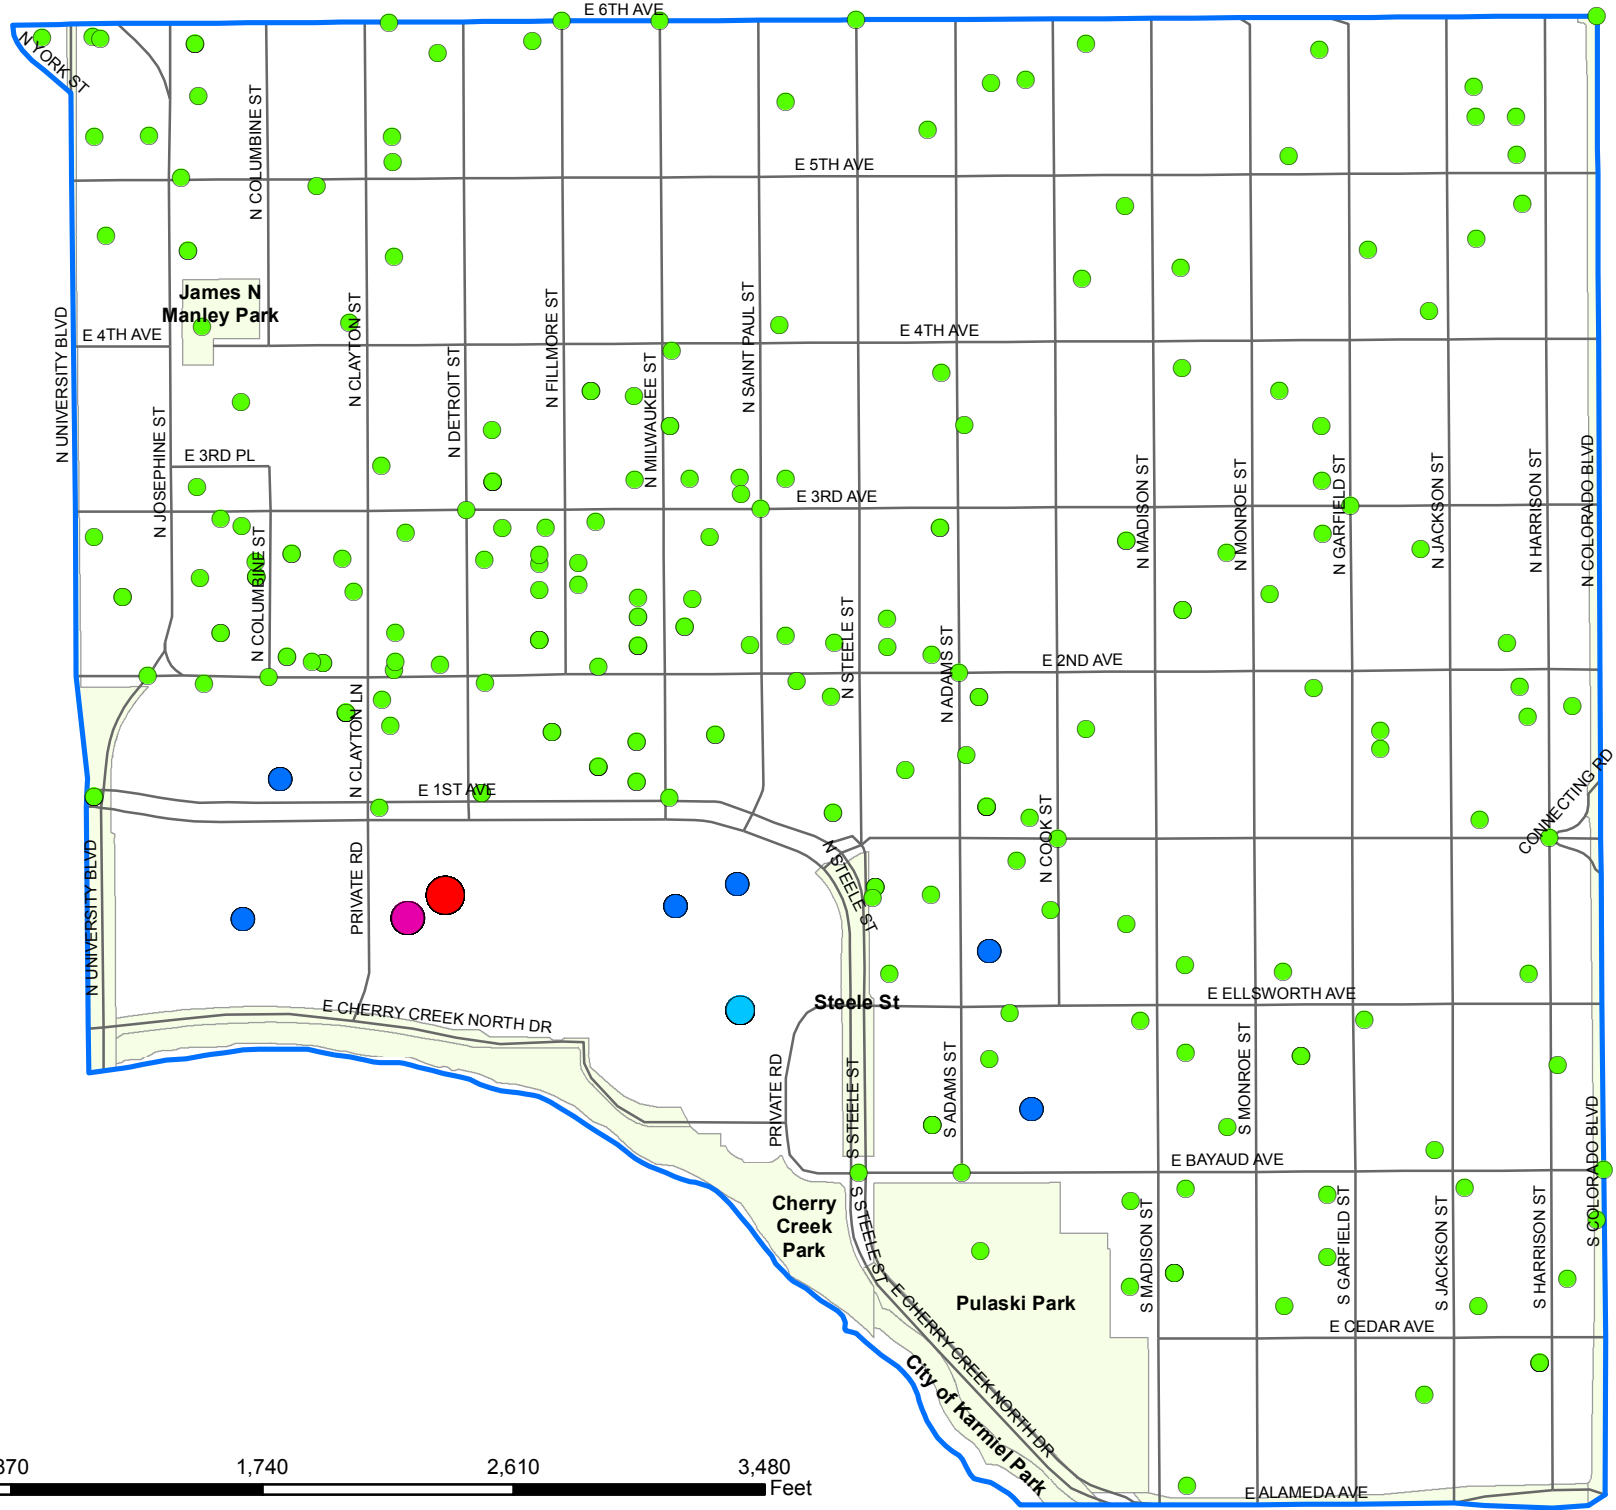 E 6TH AVE
N YORK ST
N COLUMBINE ST
E 5TH AVE
James N
Manley Park
N UNIVERSITY BLVD
E 4TH AVE
N CLAYTON ST
N FILLMORE ST
N SAINT PAUL ST
E 4TH AVE
N DETROIT ST
N MILWAUKEE ST
N JOSEPHINE ST
E 3RD PL
E 3RD AVE
N MADISON ST
N MONROE ST
N GARFIELD ST
N JACKSON ST
N HARRISON ST
N COLORADO BLVD
N COLUMBINE ST
N STEELE ST
N ADAMS ST
E 2ND AVE
N CLAYTON LN
E 1ST AVE
N COOK ST
CONNECTING RD
N UNIVERSITY BLVD
PRIVATE RD
N STEELE ST
E ELLSWORTH AVE
Steele St
E CHERRY CREEK NORTH DR
PRIVATE RD
S STEELE ST
S ADAMS ST
S MONROE ST
S COLORADO BLVD
E BAYAUD AVE
Cherry
Creek
Park
S STEELE ST
S MADISON ST
S GARFIELD ST
S JACKSON ST
S HARRISON ST
Pulaski Park
E CHERRY CREEK NORTH DR
E CEDAR AVE
City of Karmiel Park
870
1,740
2,610
3,480
Feet
E ALAMEDA AVE